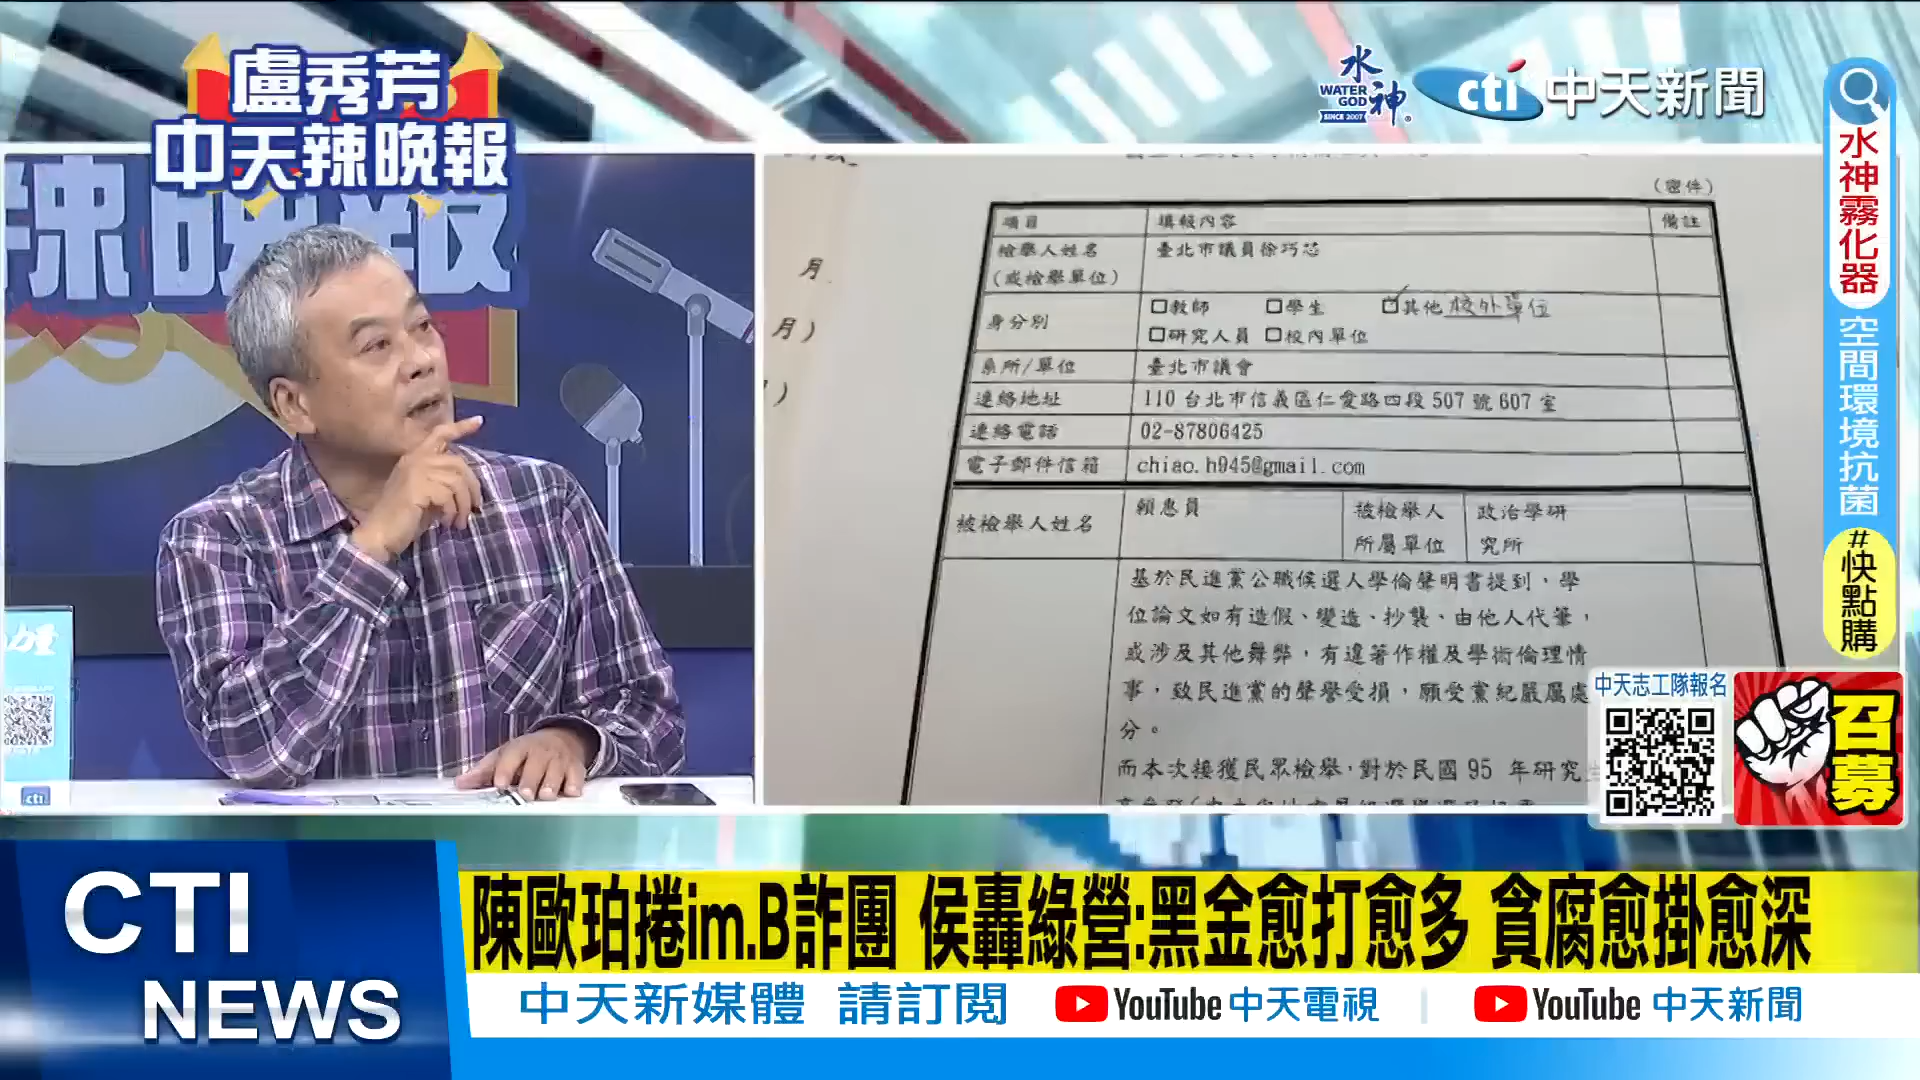 盧秀芳
中天辣晚報
水神
WATER GOD
SINCE 2007
cti 中天新聞
水神霧化器
空間環境抗菌
#快點購
辣晚報
月
月)
)
(密件)
項目 填報內容 備註
檢舉人姓名
(或檢舉單位) 臺北市議員徐巧芯
身分別 □教師 □學生 ☑其他 校外單位
□研究人員 □校內單位
系所/單位 臺北市議會
連絡地址 110 台北市信義區仁愛路四段 507 號 607 室
連絡電話 02-87806425
電子郵件信箱 chiao.h945@gmail.com
被檢舉人姓名 賴惠員 被檢舉人所屬單位 政治學研究所
基於民進黨公職候選人學倫聲明書提到,學
位論文如有造假、變造、抄襲、由他人代筆,
或涉及其他舞弊,有違著作權及學術倫理情
事,致民進黨的聲譽受損,願受黨紀嚴厲處
分。
而本次接獲民眾檢舉,對於民國 95 年研究生
中天志工隊報名
召募
力量
cti
CTI
NEWS
陳歐珀捲im.B詐團 侯轟綠營:黑金愈打愈多 貪腐愈掛愈深
中天新媒體 請訂閱 YouTube 中天電視 | YouTube 中天新聞